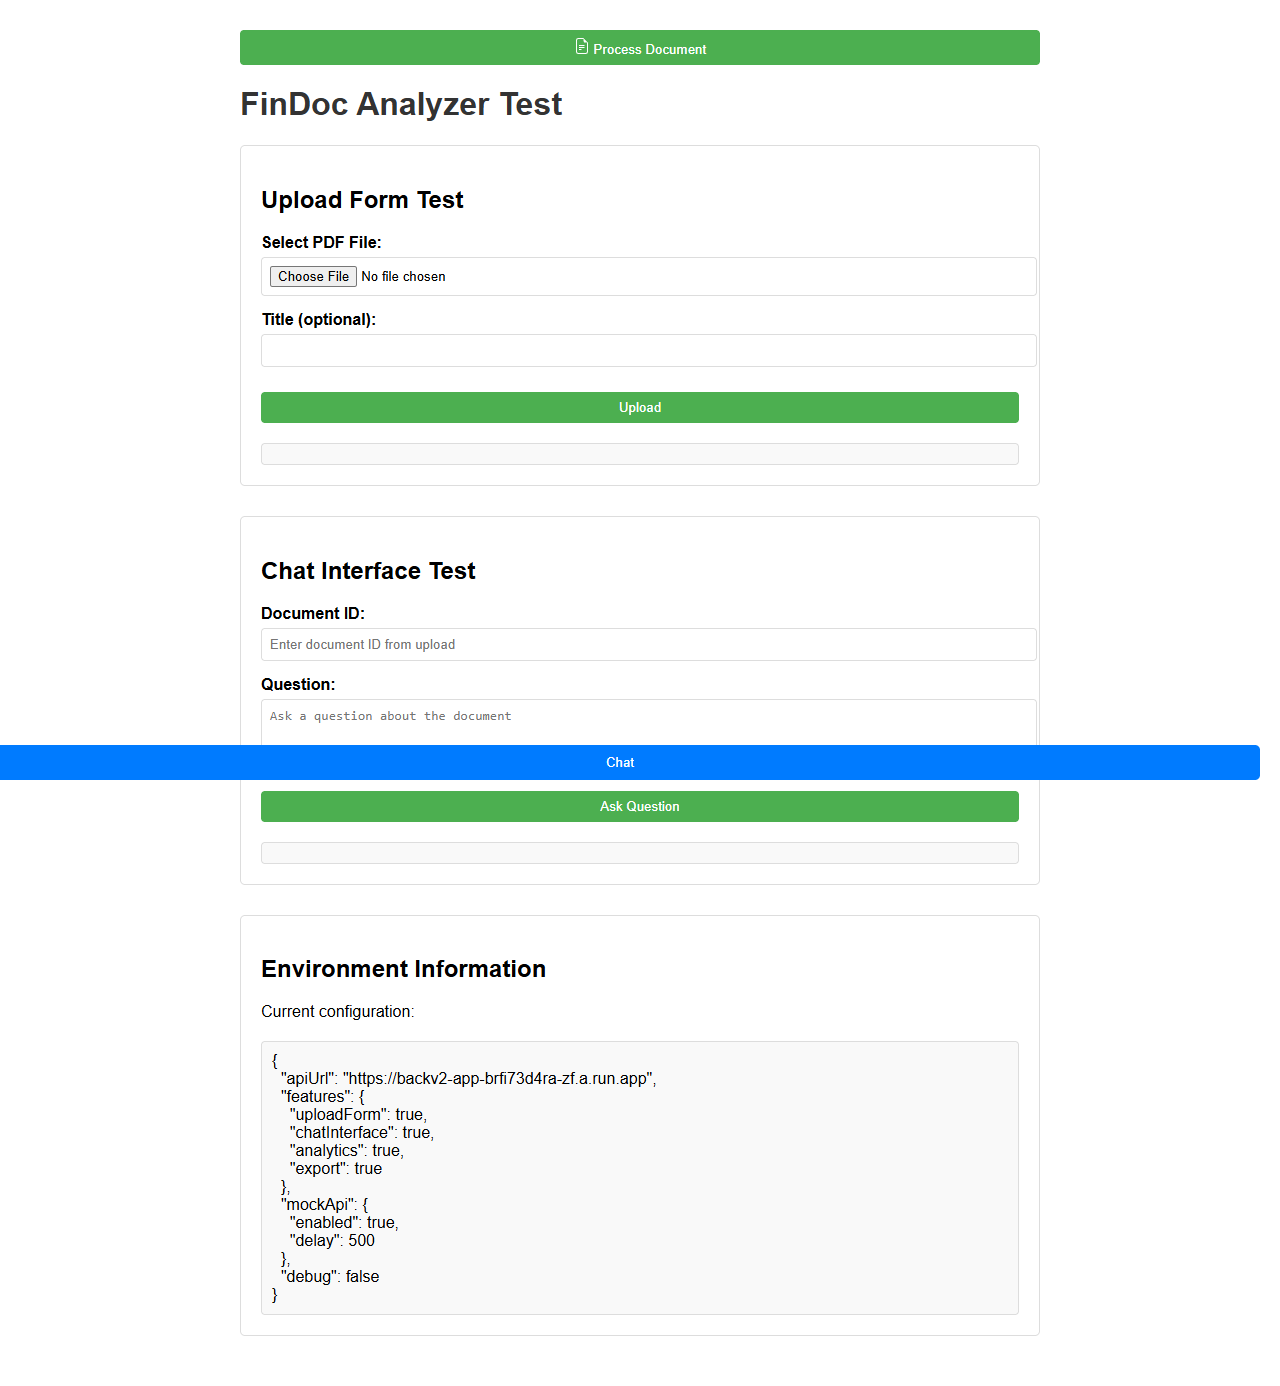 Process Document
FinDoc Analyzer Test
Upload Form Test
Select PDF File:
Choose File No file chosen
Title (optional):
Upload
Chat Interface Test
Document ID:
Enter document ID from upload
Question:
Ask a question about the document
Chat
Ask Question
Environment Information
Current configuration:
{
  "apiUrl": "https://backv2-app-brfi73d4ra-zf.a.run.app",
  "features": {
    "uploadForm": true,
    "chatInterface": true,
    "analytics": true,
    "export": true
  },
  "mockApi": {
    "enabled": true,
    "delay": 500
  },
  "debug": false
}